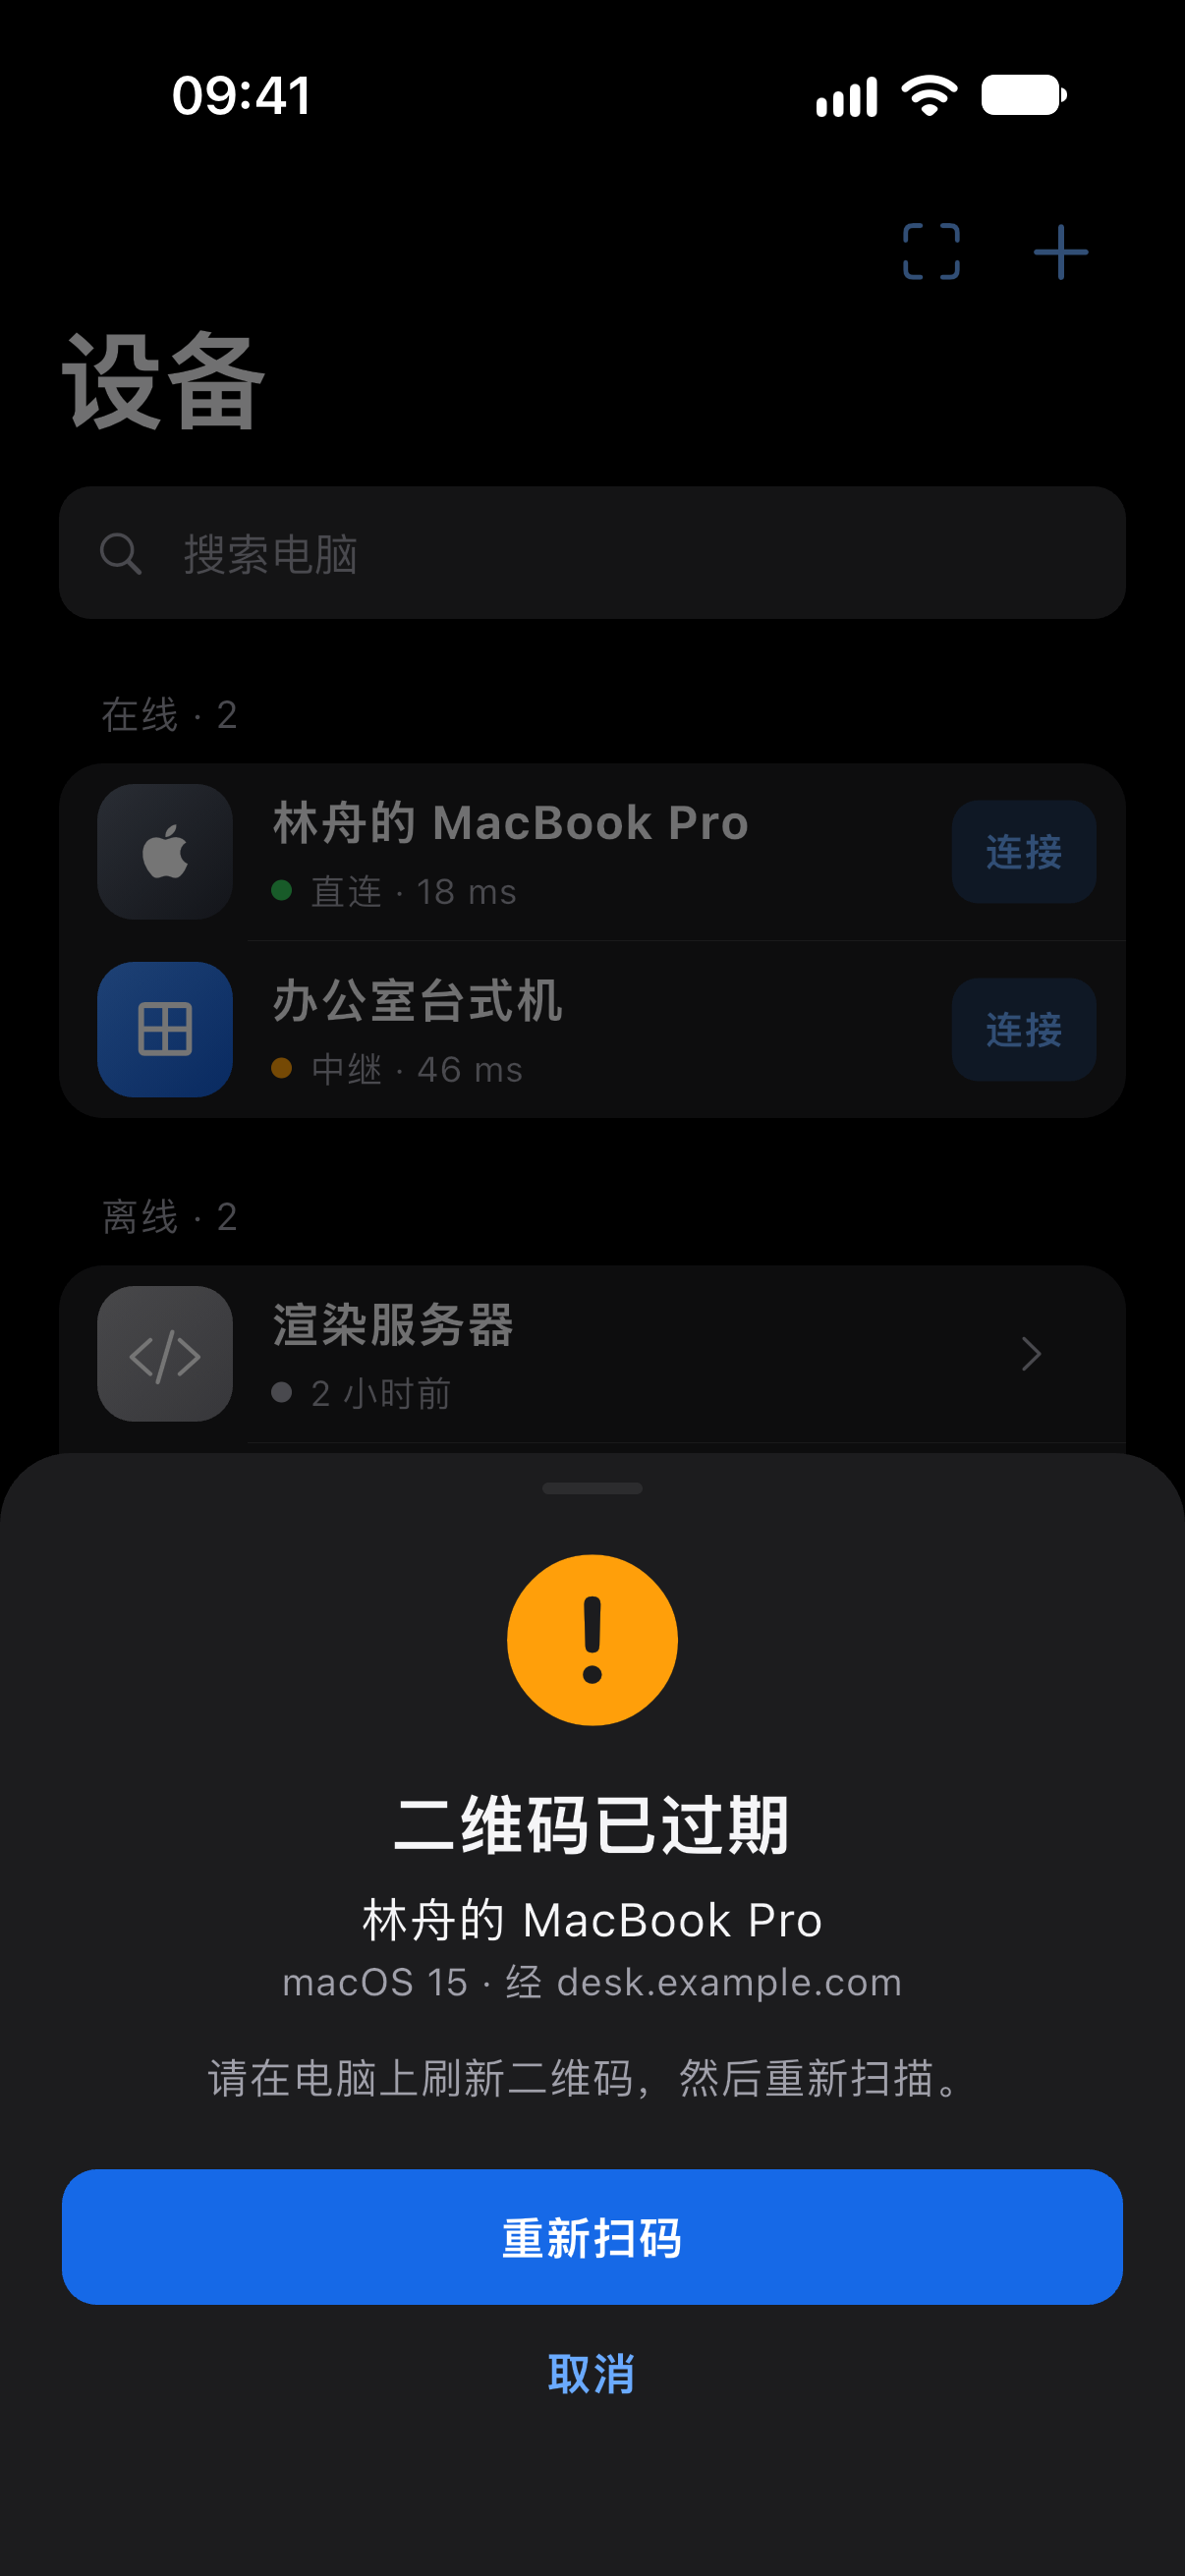 09:41
设备
搜索电脑
在线 · 2
林舟的 MacBook Pro
直连 · 18 ms
连接
办公室台式机
中继 · 46 ms
连接
离线 · 2
渲染服务器
2 小时前
二维码已过期
林舟的 MacBook Pro
macOS 15 · 经 desk.example.com
请在电脑上刷新二维码，然后重新扫描。
重新扫码
取消